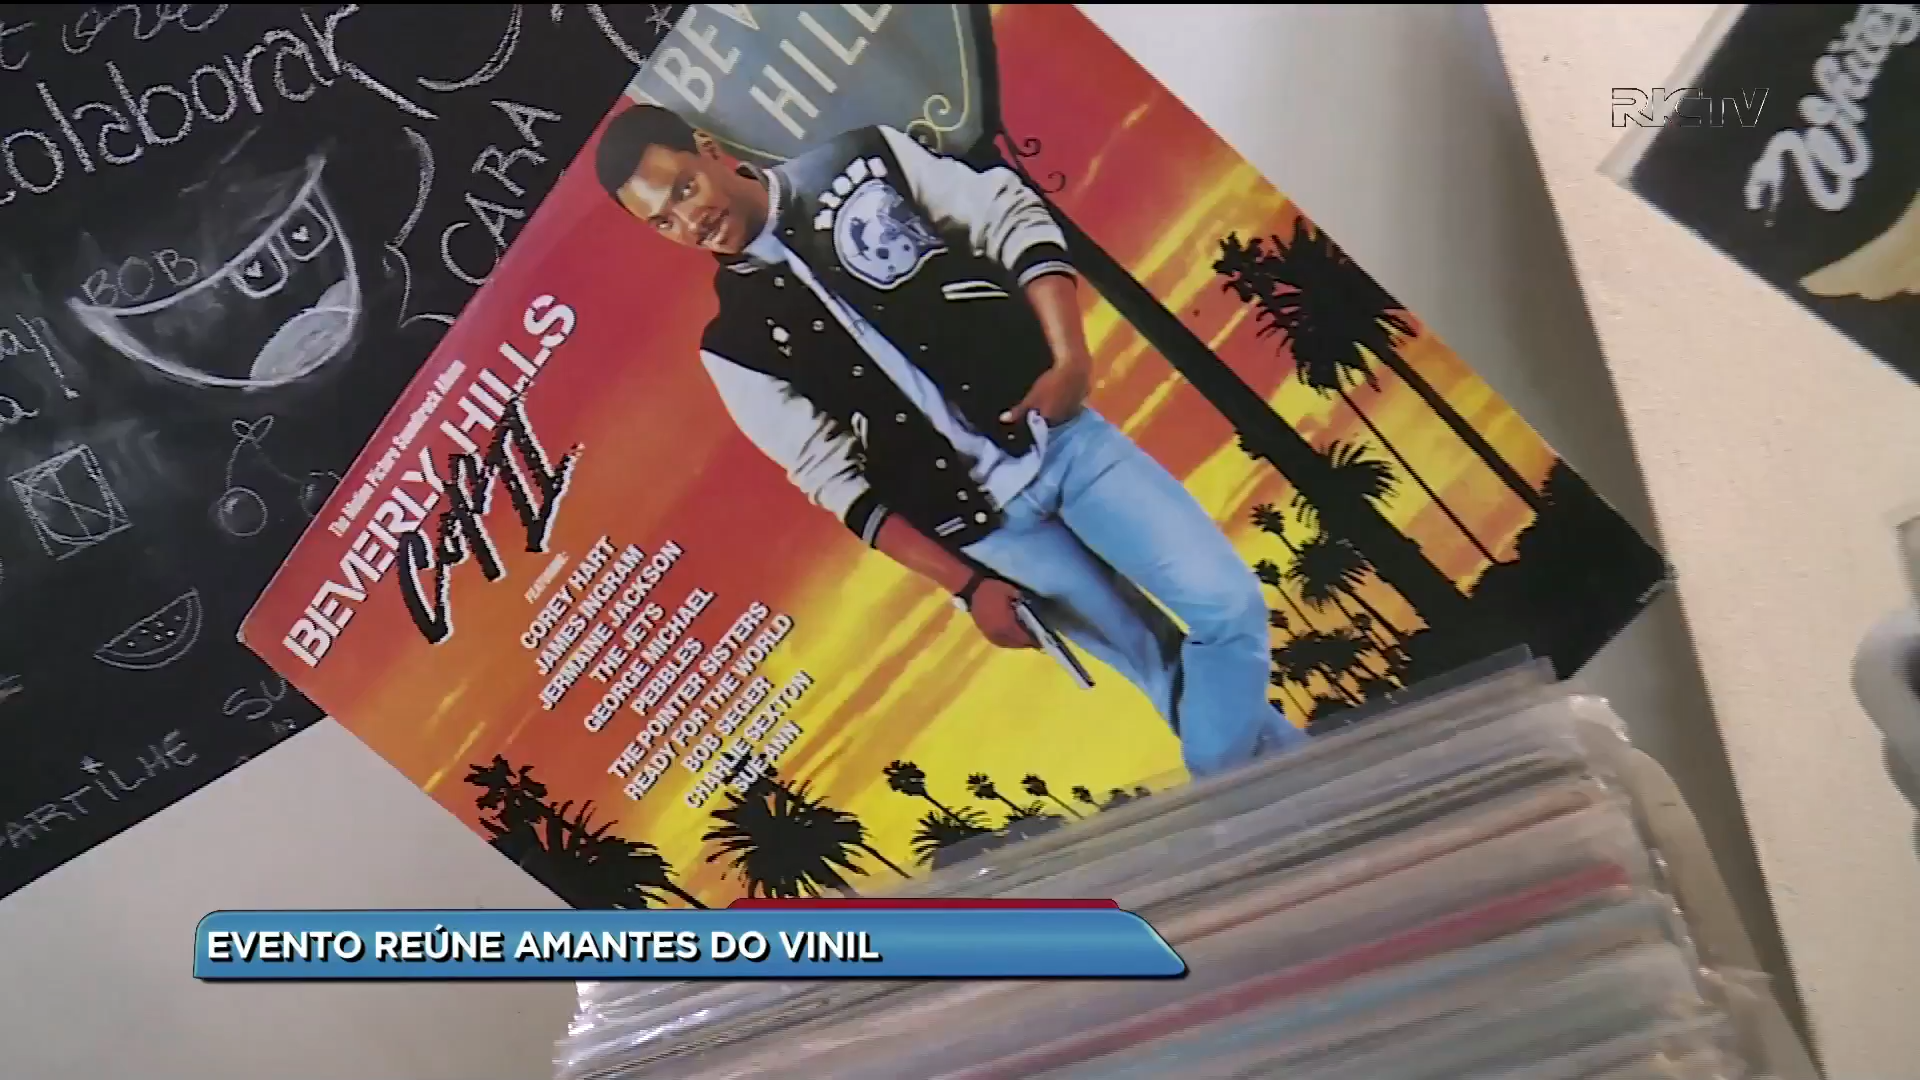 colaborar
CARA
BOB
BEV
HILL
RICTV
White
The Motion Picture Soundtrack Album
BEVERLY HILLS
COP II
FEATURING:
COREY HART
JAMES INGRAM
JERMAINE JACKSON
THE JETS
GEORGE MICHAEL
PEBBLES
THE POINTER SISTERS
READY FOR THE WORLD
BOB SEGER
CHARLIE SEXTON
SUE ANN
EVENTO REÚNE AMANTES DO VINIL